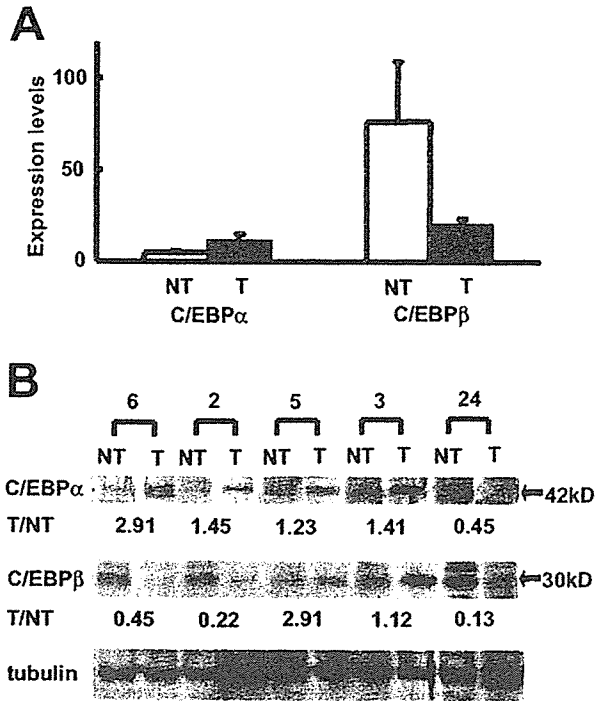 A
Expression levels
100
50
0
NT T NT T
C/EBPα C/EBPβ
B
6 2 5 3 24
NT T NT T NT T NT T NT T
C/EBPα 42kD
T/NT 2.91 1.45 1.23 1.41 0.45
C/EBPβ 30kD
T/NT 0.45 0.22 2.91 1.12 0.13
tubulin